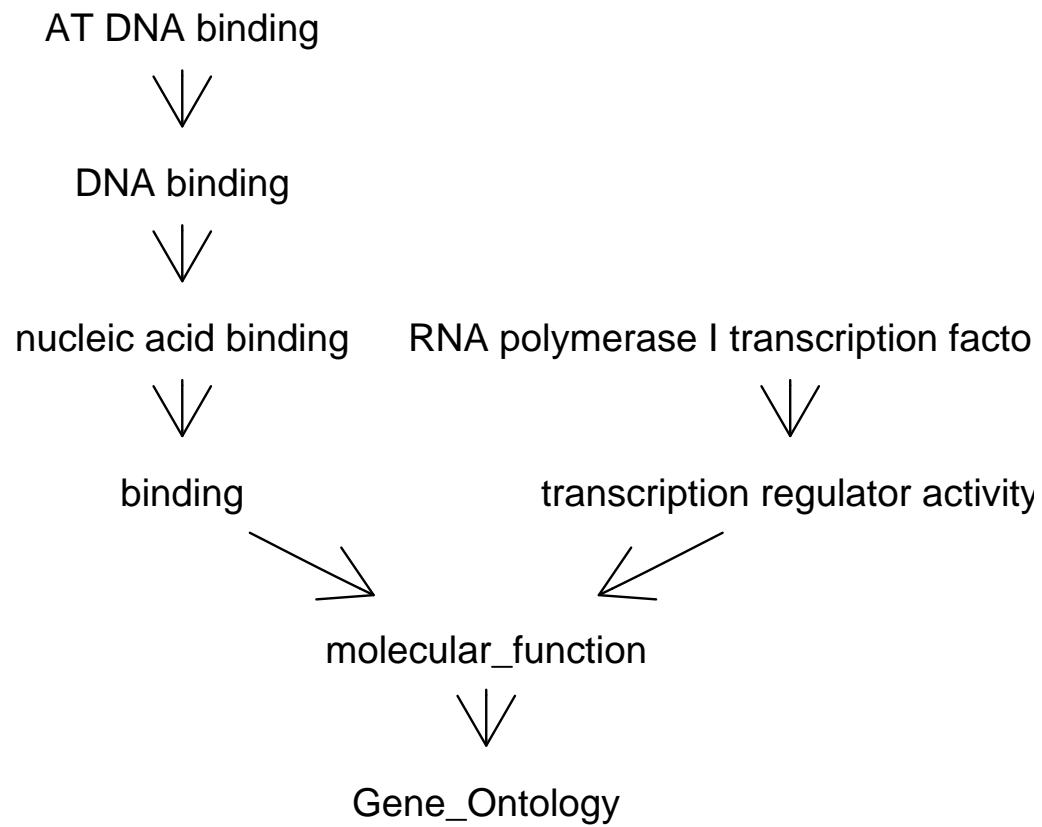 AT DNA binding
DNA binding
nucleic acid binding
RNA polymerase I transcription facto
binding
transcription regulator activity
molecular_function
Gene_Ontology